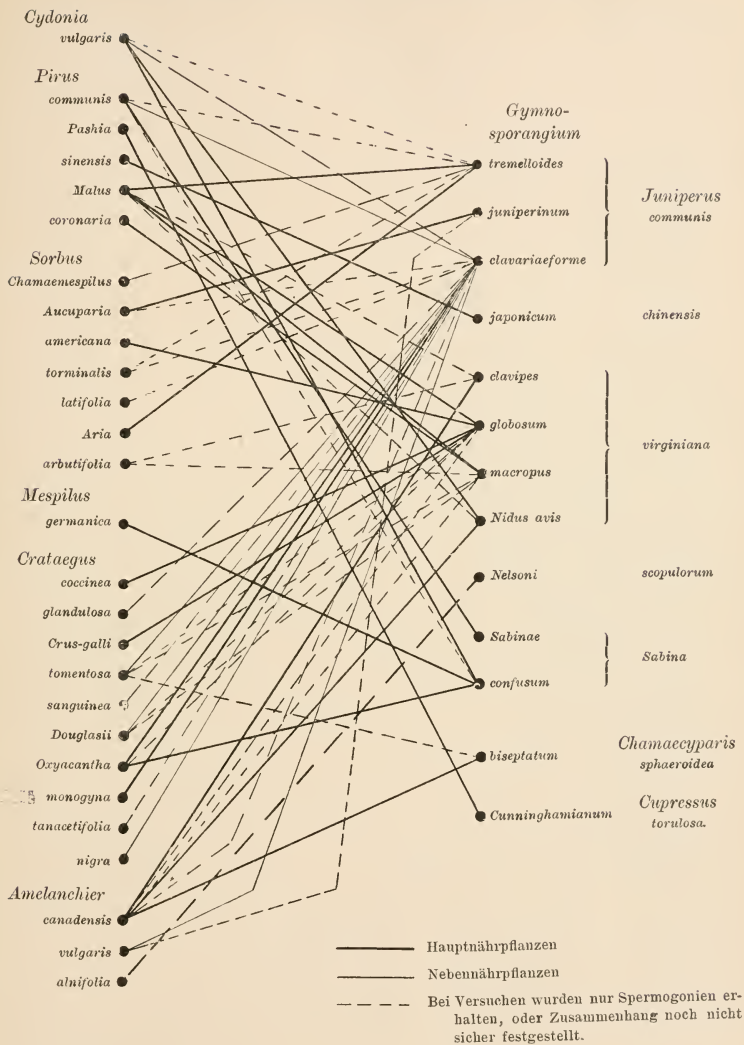 Cydonia
vulgaris
Pirus
communis
Pashia
sinensis
Malus
coronaria
Sorbus
Chamaemespilus
Aucuparia
americana
torminalis
latifolia
Aria
arbutifolia
Mespilus
germanica
Crataegus
coccinea
glandulosa
Crus-galli
tomentosa
sanguinea
Douglasii
Oxyacantha
monogyna
tanacetifolia
nigra
Amelanchier
canadensis
vulgaris
alnifolia
Gymno-
sporangium
tremelloides
juniperinum
clavariaeforme
japonicum
clavipes
globosum
macropus
Nidus avis
Nelsoni
Sabinae
confusum
biseptatum
Cunninghamianum
Juniperus
communis
chinensis
virginiana
scopulorum
Sabina
Chamaecyparis
sphaeroidea
Cupressus
torulosa.
Hauptnährpflanzen
Nebennährpflanzen
Bei Versuchen wurden nur Spermogonien er-
halten, oder Zusammenhang noch nicht
sicher festgestellt.